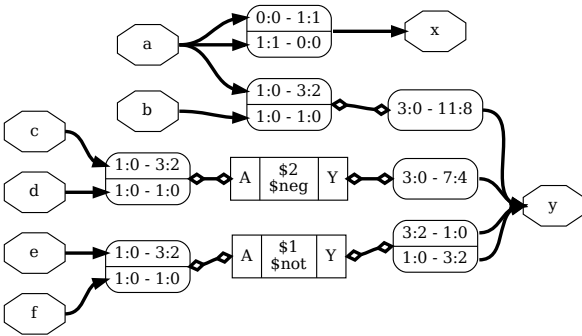 a
0:0 - 1:1
1:1 - 0:0
x
b
1:0 - 3:2
1:0 - 1:0
3:0 - 11:8
c
d
1:0 - 3:2
1:0 - 1:0
A
$2
$neg
Y
3:0 - 7:4
y
e
f
1:0 - 3:2
1:0 - 1:0
A
$1
$not
Y
3:2 - 1:0
1:0 - 3:2